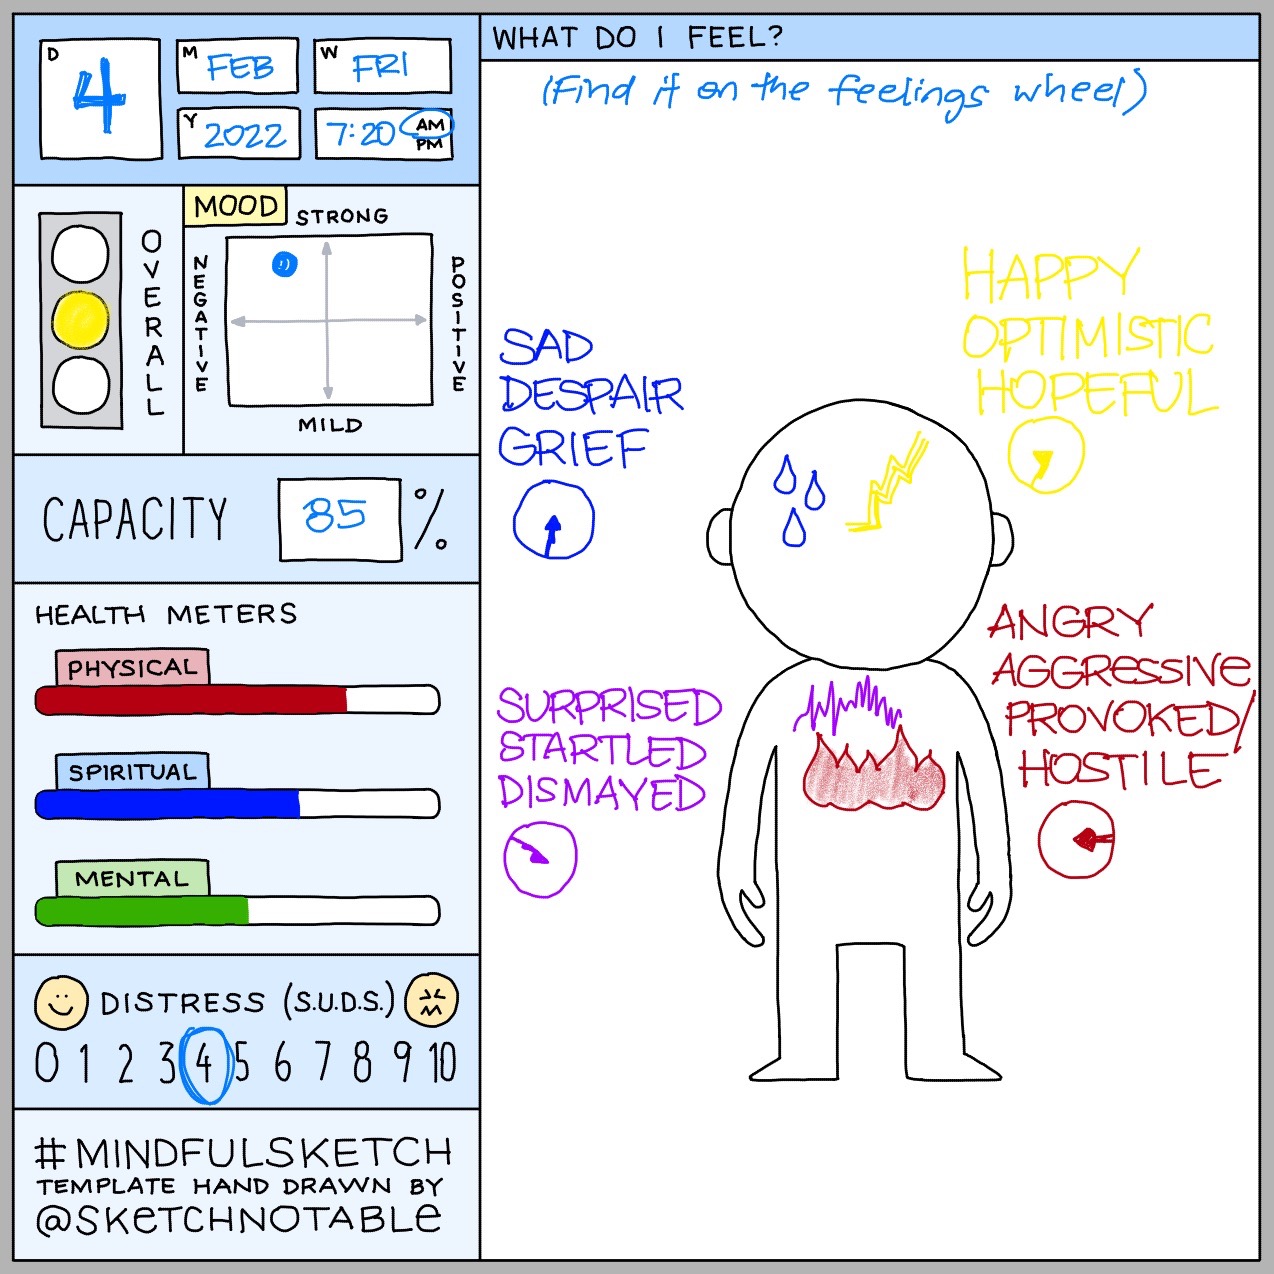 D
4
M
FEB
W
FRI
Y
2022
7:20 AM
PM
OVERALL
MOOD
STRONG
NEGATIVE
POSITIVE
MILD
CAPACITY 85 %
HEALTH METERS
PHYSICAL
SPIRITUAL
MENTAL
DISTRESS (S.U.D.S.)
0 1 2 3 4 5 6 7 8 9 10
#MINDFULSKETCH
TEMPLATE HAND DRAWN BY
@SKETCHNOTABLE
WHAT DO I FEEL?
(Find it on the feelings wheel)
SAD
DESPAIR
GRIEF
HAPPY
OPTIMISTIC
HOPEFUL
SURPRISED
STARTLED
DISMAYED
ANGRY
AGGRESSIVE
PROVOKED/
HOSTILE